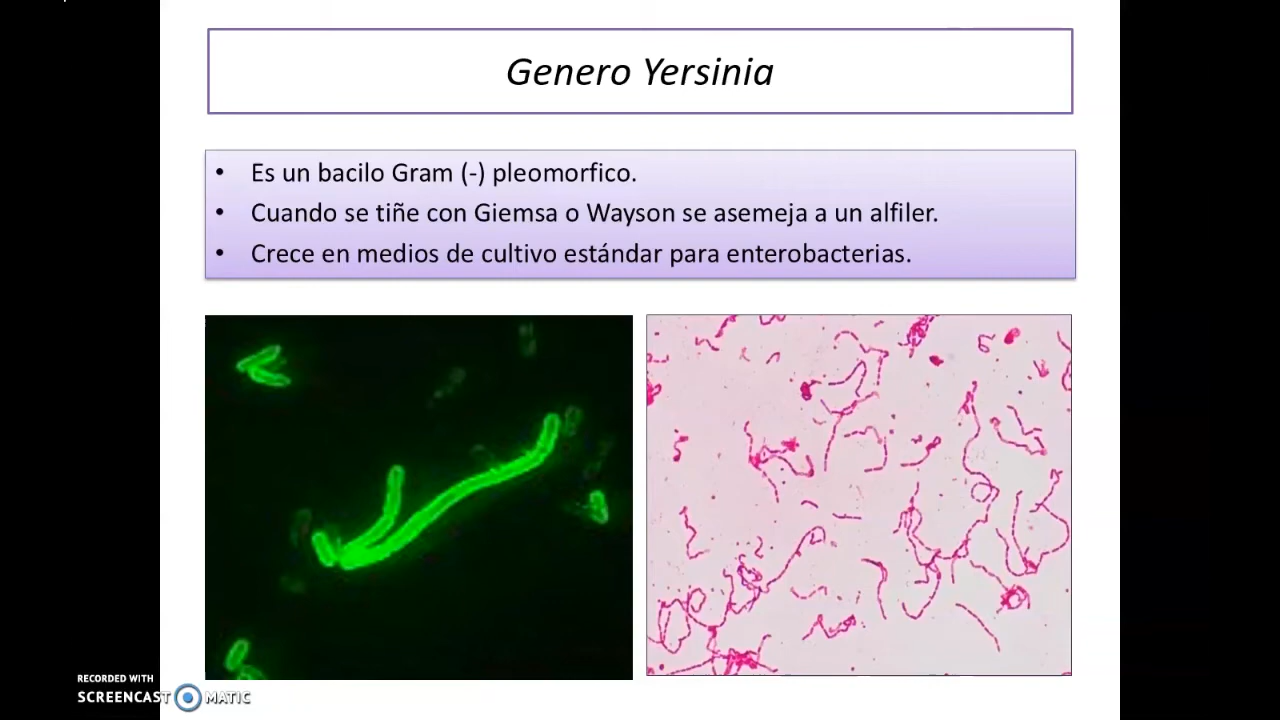 Genero Yersinia
• Es un bacilo Gram (-) pleomorfico.
• Cuando se tiñe con Giemsa o Wayson se asemeja a un alfiler.
• Crece en medios de cultivo estándar para enterobacterias.
RECORDED WITH
SCREENCAST MATIC